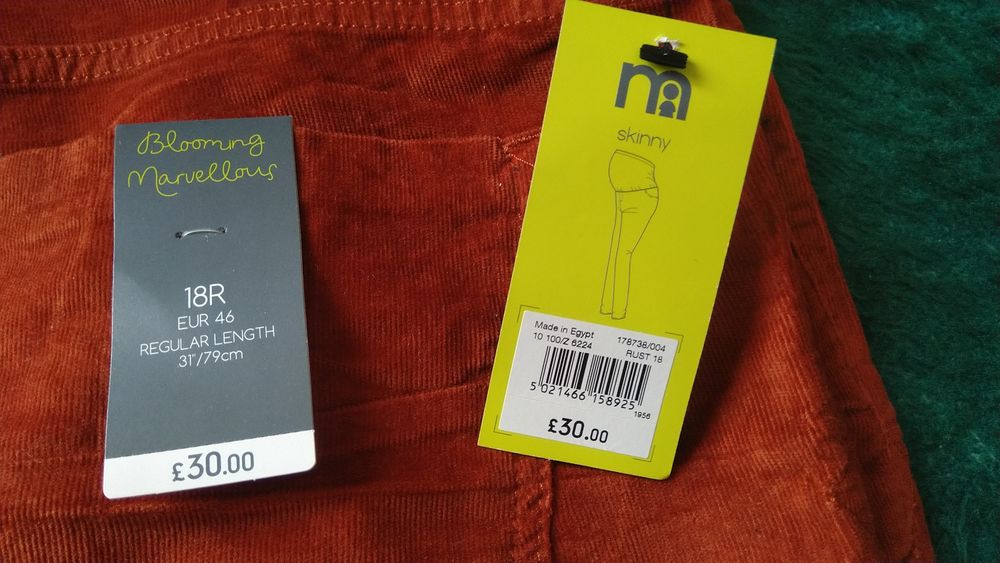 Blooming
Marvellous
18R
EUR 46
REGULAR LENGTH
31"/79cm
£30.00
m
skinny
Made in Egypt
10 100/Z 6224
178738/004
RUST 18
5 021466 158925
1956
£30.00